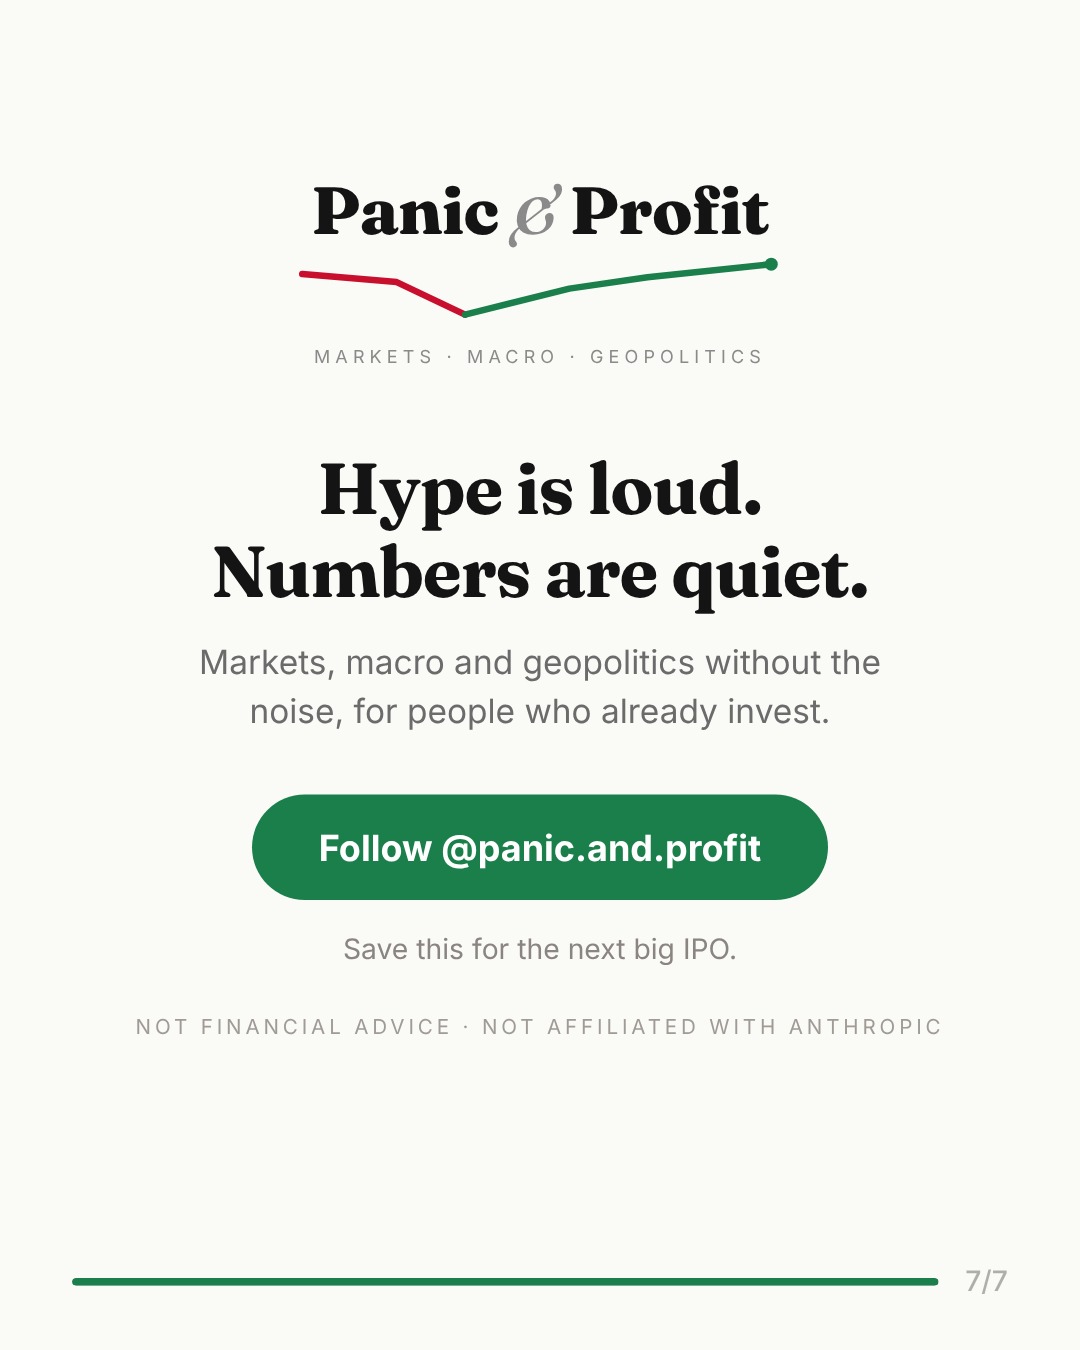 Panic & Profit
MARKETS · MACRO · GEOPOLITICS
Hype is loud.
Numbers are quiet.
Markets, macro and geopolitics without the
noise, for people who already invest.
Follow @panic.and.profit
Save this for the next big IPO.
NOT FINANCIAL ADVICE · NOT AFFILIATED WITH ANTHROPIC
7/7